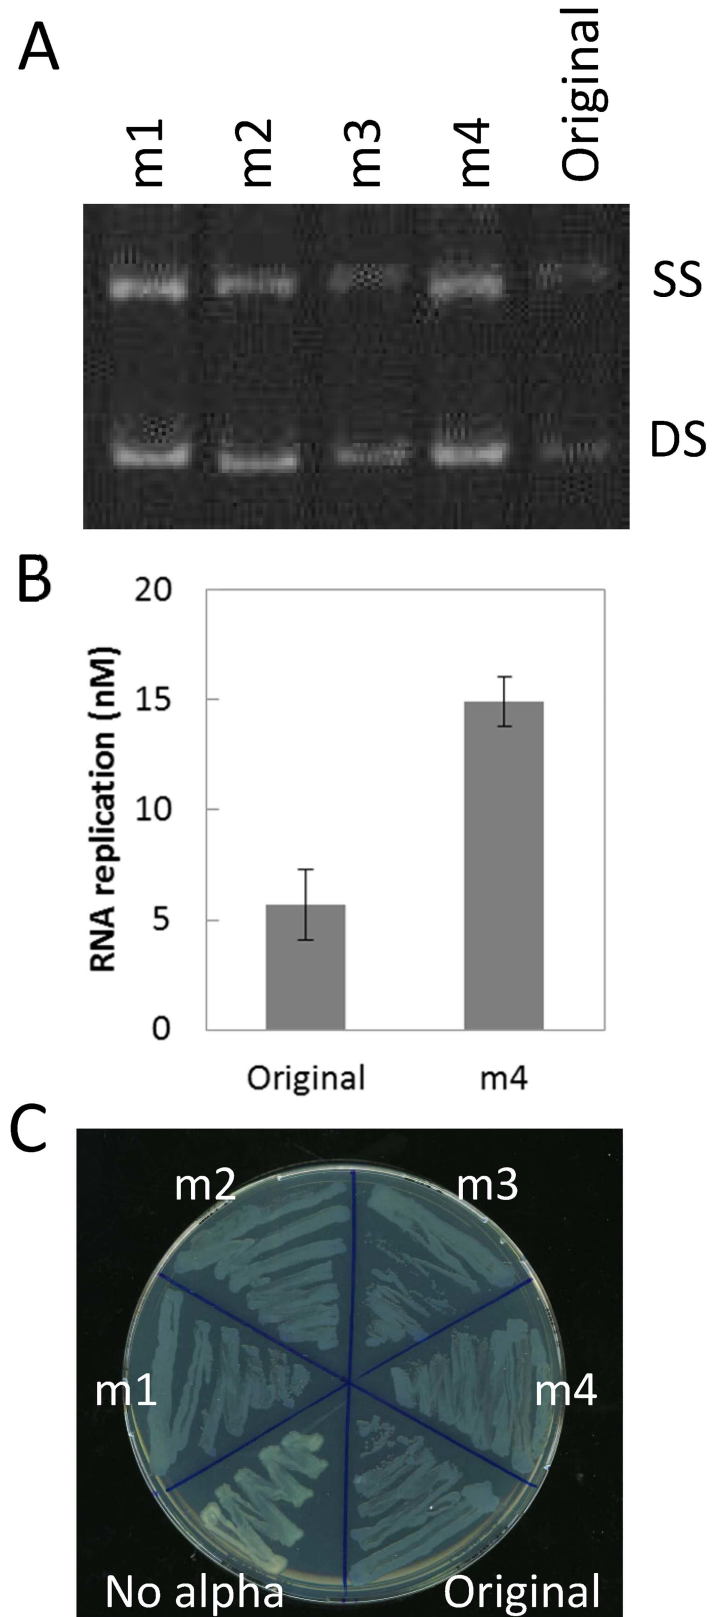 A
m1 m2 m3 m4 Original
SS
DS
B
RNA replication (nM)
20
15
10
5
0
Original m4
C
m2 m3
m1 m4
No alpha Original